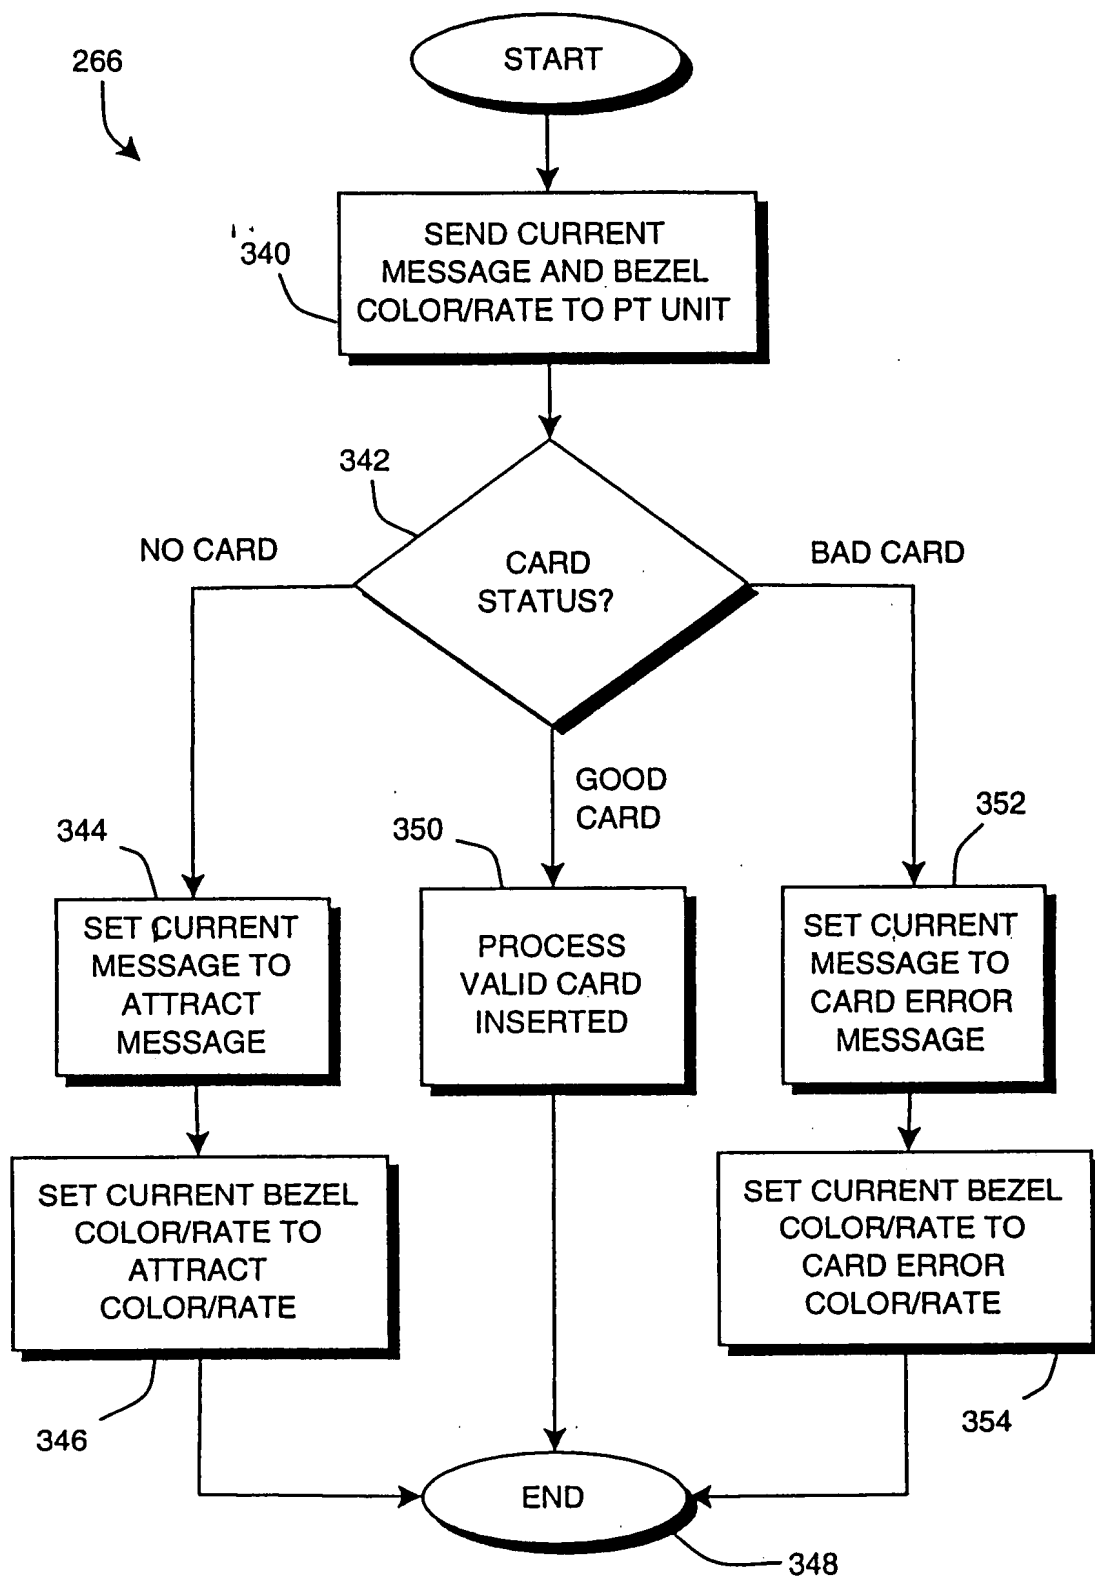 266
START
340
SEND CURRENT
MESSAGE AND BEZEL
COLOR/RATE TO PT UNIT
342
NO CARD
CARD
STATUS?
BAD CARD
GOOD
CARD
344
SET CURRENT
MESSAGE TO
ATTRACT
MESSAGE
350
PROCESS
VALID CARD
INSERTED
352
SET CURRENT
MESSAGE TO
CARD ERROR
MESSAGE
SET CURRENT BEZEL
COLOR/RATE TO
ATTRACT
COLOR/RATE
346
SET CURRENT BEZEL
COLOR/RATE TO
CARD ERROR
COLOR/RATE
354
END
348